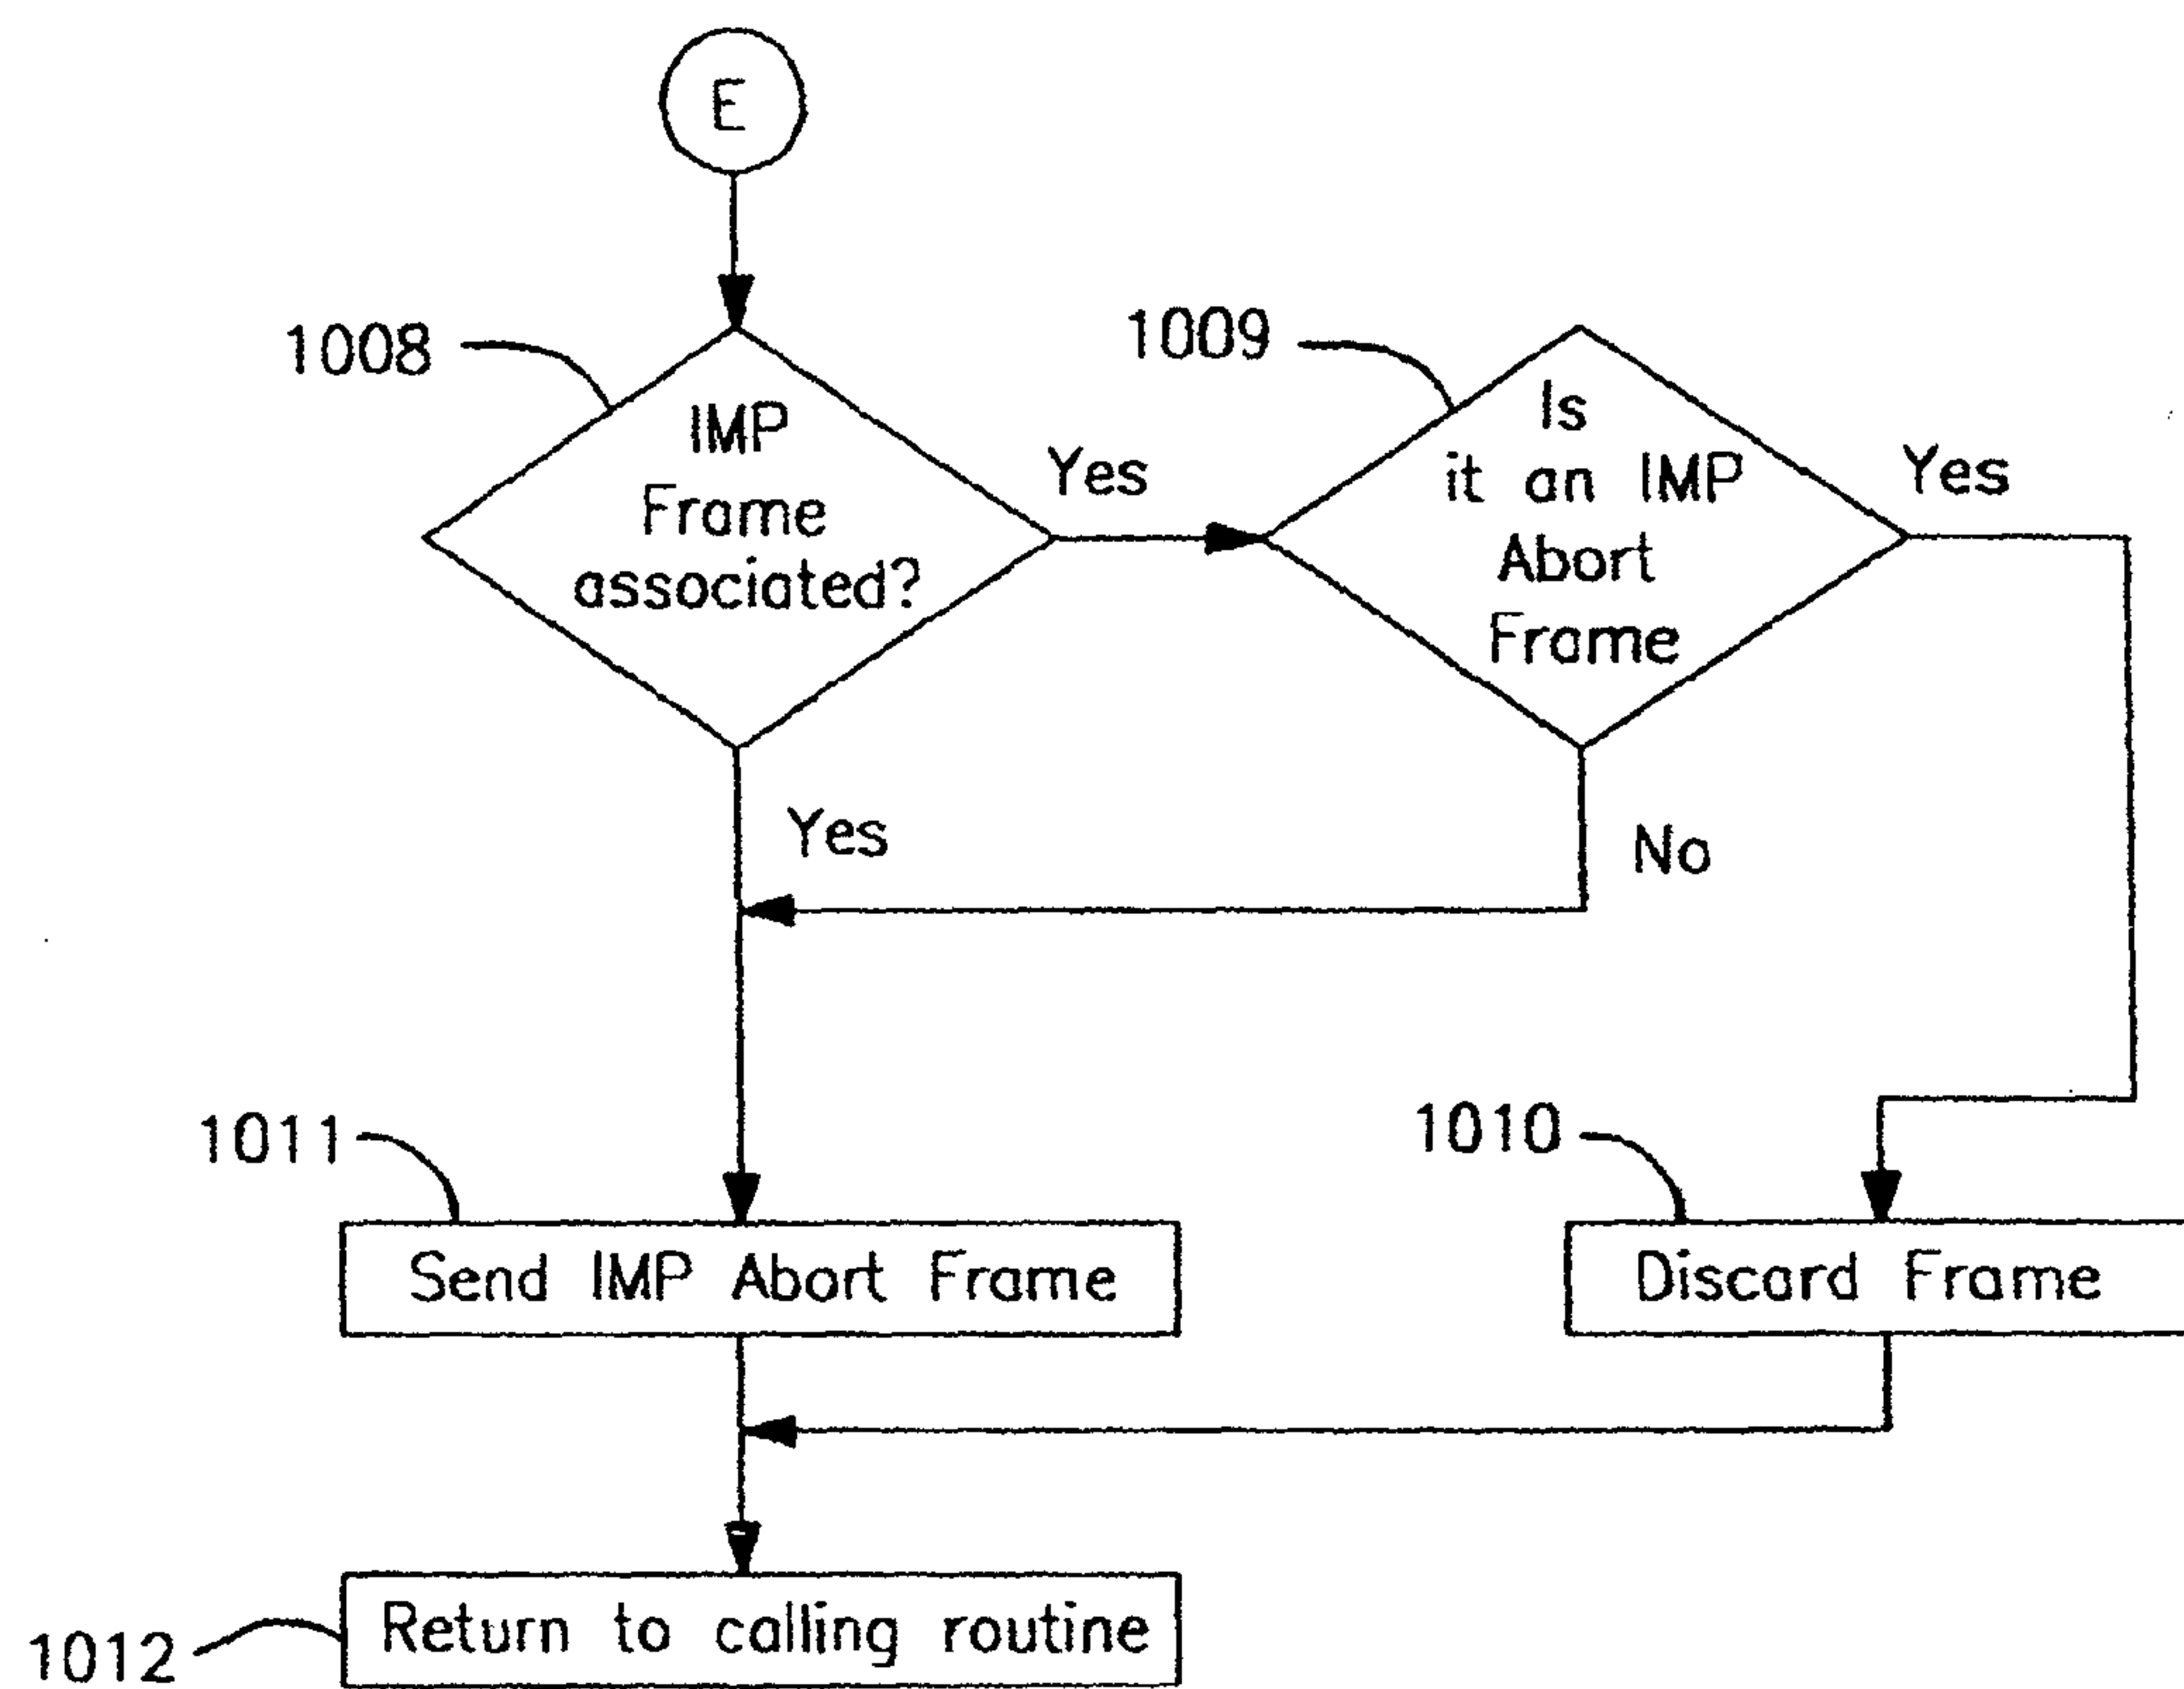 E
1008
IMP
Frame
associated?
Yes
1009
Is
it an IMP
Abort
Frame
Yes
Yes
No
1011
Send IMP Abort Frame
1010
Discard Frame
1012
Return to calling routine